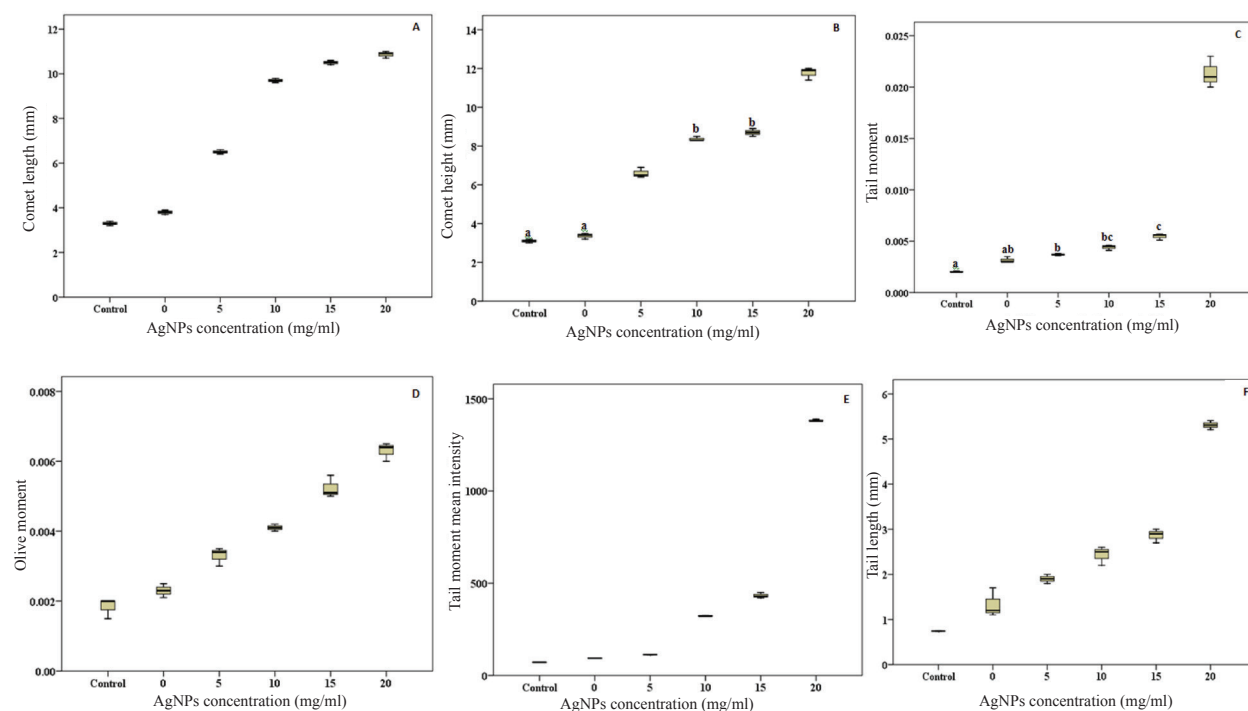 A
Comet length (mm)
12
10
8
6
4
2
0
Control 0 5 10 15 20
AgNPs concentration (mg/ml)
B
Comet height (mm)
14
12
10
8
6
4
2
0
a a b b
Control 0 5 10 15 20
AgNPs concentration (mg/ml)
C
Tail moment
0.025
0.020
0.015
0.010
0.005
0.000
a ab b bc c
Control 0 5 10 15 20
AgNPs concentration (mg/ml)
D
Olive moment
0.008
0.006
0.004
0.002
0.00
Control 0 5 10 15 20
AgNPs concentration (mg/ml)
E
Tail moment mean intensity
1500
1000
500
0
Control 0 5 10 15 20
AgNPs concentration (mg/ml)
F
Tail length (mm)
6
5
4
3
2
1
0
Control 0 5 10 15 20
AgNPs concentration (mg/ml)